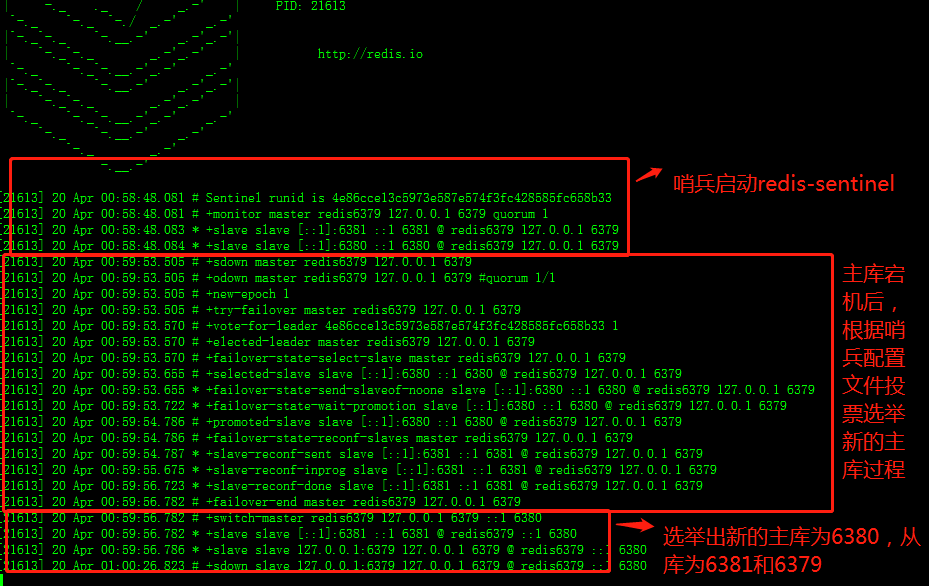 PID: 21613
http://redis.io
[21613] 20 Apr 00:58:48.081 # Sentinel runid is 4e86cce13c5973e587e574f3fc428585fc658b33
[21613] 20 Apr 00:58:48.081 # +monitor master redis6379 127.0.0.1 6379 quorum 1
[21613] 20 Apr 00:58:48.083 * +slave slave [::1]:6381 ::1 6381 @ redis6379 127.0.0.1 6379
[21613] 20 Apr 00:58:48.084 * +slave slave [::1]:6380 ::1 6380 @ redis6379 127.0.0.1 6379
哨兵启动redis-sentinel
[21613] 20 Apr 00:59:53.505 # +sdown master redis6379 127.0.0.1 6379
[21613] 20 Apr 00:59:53.505 # +odown master redis6379 127.0.0.1 6379 #quorum 1/1
[21613] 20 Apr 00:59:53.505 # +new-epoch 1
[21613] 20 Apr 00:59:53.505 # +try-failover master redis6379 127.0.0.1 6379
[21613] 20 Apr 00:59:53.570 # +vote-for-leader 4e86cce13c5973e587e574f3fc428585fc658b33 1
[21613] 20 Apr 00:59:53.570 # +elected-leader master redis6379 127.0.0.1 6379
[21613] 20 Apr 00:59:53.570 # +failover-state-select-slave master redis6379 127.0.0.1 6379
[21613] 20 Apr 00:59:53.655 # +selected-slave slave [::1]:6380 ::1 6380 @ redis6379 127.0.0.1 6379
[21613] 20 Apr 00:59:53.655 * +failover-state-send-slaveof-noone slave [::1]:6380 ::1 6380 @ redis6379 127.0.0.1 6379
[21613] 20 Apr 00:59:53.722 * +failover-state-wait-promotion slave [::1]:6380 ::1 6380 @ redis6379 127.0.0.1 6379
[21613] 20 Apr 00:59:54.786 # +promoted-slave slave [::1]:6380 ::1 6380 @ redis6379 127.0.0.1 6379
[21613] 20 Apr 00:59:54.786 # +failover-state-reconf-slaves master redis6379 127.0.0.1 6379
[21613] 20 Apr 00:59:54.787 * +slave-reconf-sent slave [::1]:6381 ::1 6381 @ redis6379 127.0.0.1 6379
[21613] 20 Apr 00:59:55.675 * +slave-reconf-inprog slave [::1]:6381 ::1 6381 @ redis6379 127.0.0.1 6379
[21613] 20 Apr 00:59:56.723 * +slave-reconf-done slave [::1]:6381 ::1 6381 @ redis6379 127.0.0.1 6379
[21613] 20 Apr 00:59:56.782 # +failover-end master redis6379 127.0.0.1 6379
主库宕
机后，
根据哨
兵配置
文件投
票选举
新的主
库过程
[21613] 20 Apr 00:59:56.782 # +switch-master redis6379 127.0.0.1 6379 ::1 6380
[21613] 20 Apr 00:59:56.782 * +slave slave [::1]:6381 ::1 6381 @ redis6379 ::1 6380
[21613] 20 Apr 00:59:56.786 * +slave slave 127.0.0.1:6379 127.0.0.1 6379 @ redis6379 ::1 6380
[21613] 20 Apr 01:00:26.823 # +sdown slave 127.0.0.1:6379 127.0.0.1 6379 @ redis6379 ::1 6380
选举出新的主库为6380，从
库为6381和6379